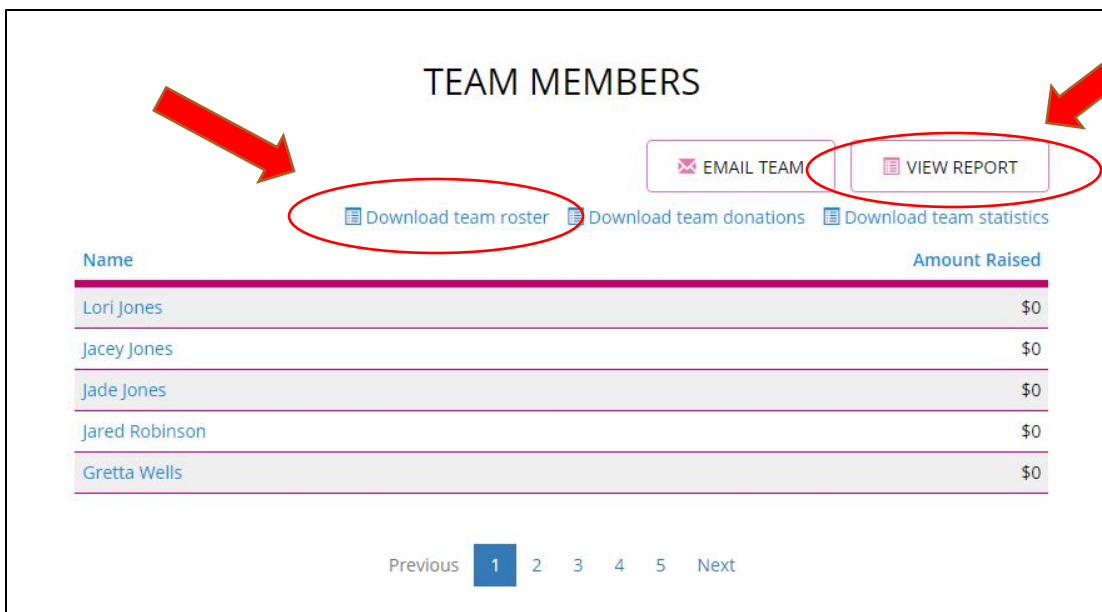 TEAM MEMBERS
EMAIL TEAM VIEW REPORT
Download team roster Download team donations Download team statistics
Name Amount Raised
Lori Jones $0
Jacey Jones $0
Jade Jones $0
Jared Robinson $0
Gretta Wells $0
Previous 1 2 3 4 5 Next